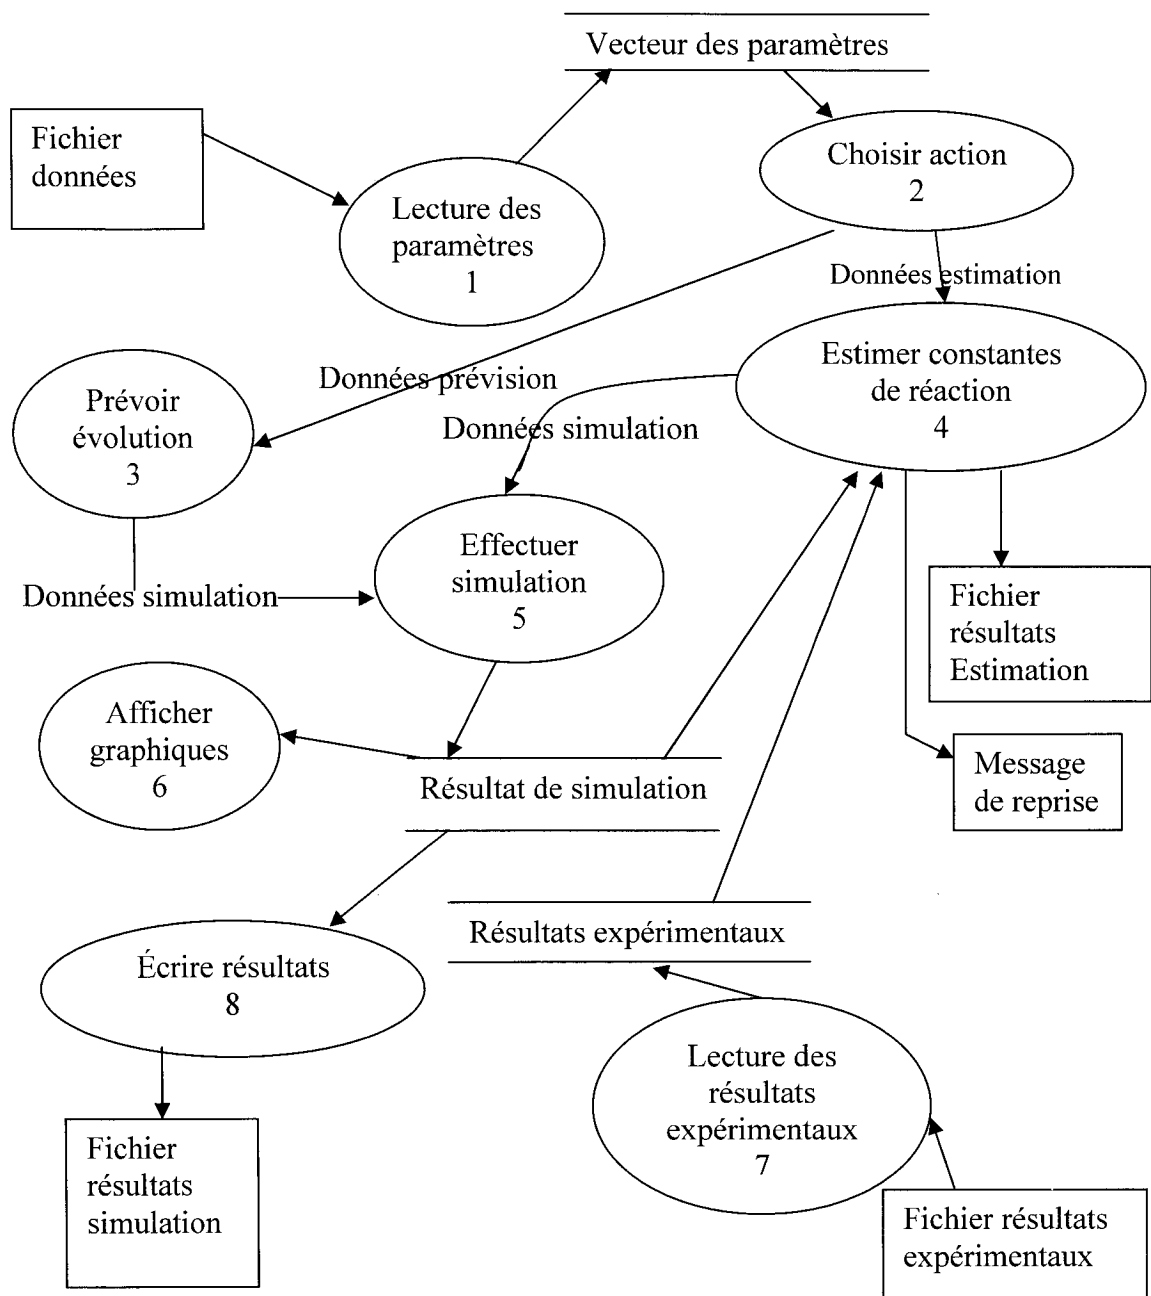 Vecteur des paramètres
Fichier
données
Choisir action
2
Lecture des
paramètres
1
Données estimation
Estimer constantes
de réaction
4
Données prévision
Prévoir
évolution
3
Données simulation
Effectuer
simulation
5
Données simulation
Fichier
résultats
Estimation
Afficher
graphiques
6
Résultat de simulation
Message
de reprise
Résultats expérimentaux
Écrire résultats
8
Lecture des
résultats
expérimentaux
7
Fichier
résultats
simulation
Fichier résultats
expérimentaux